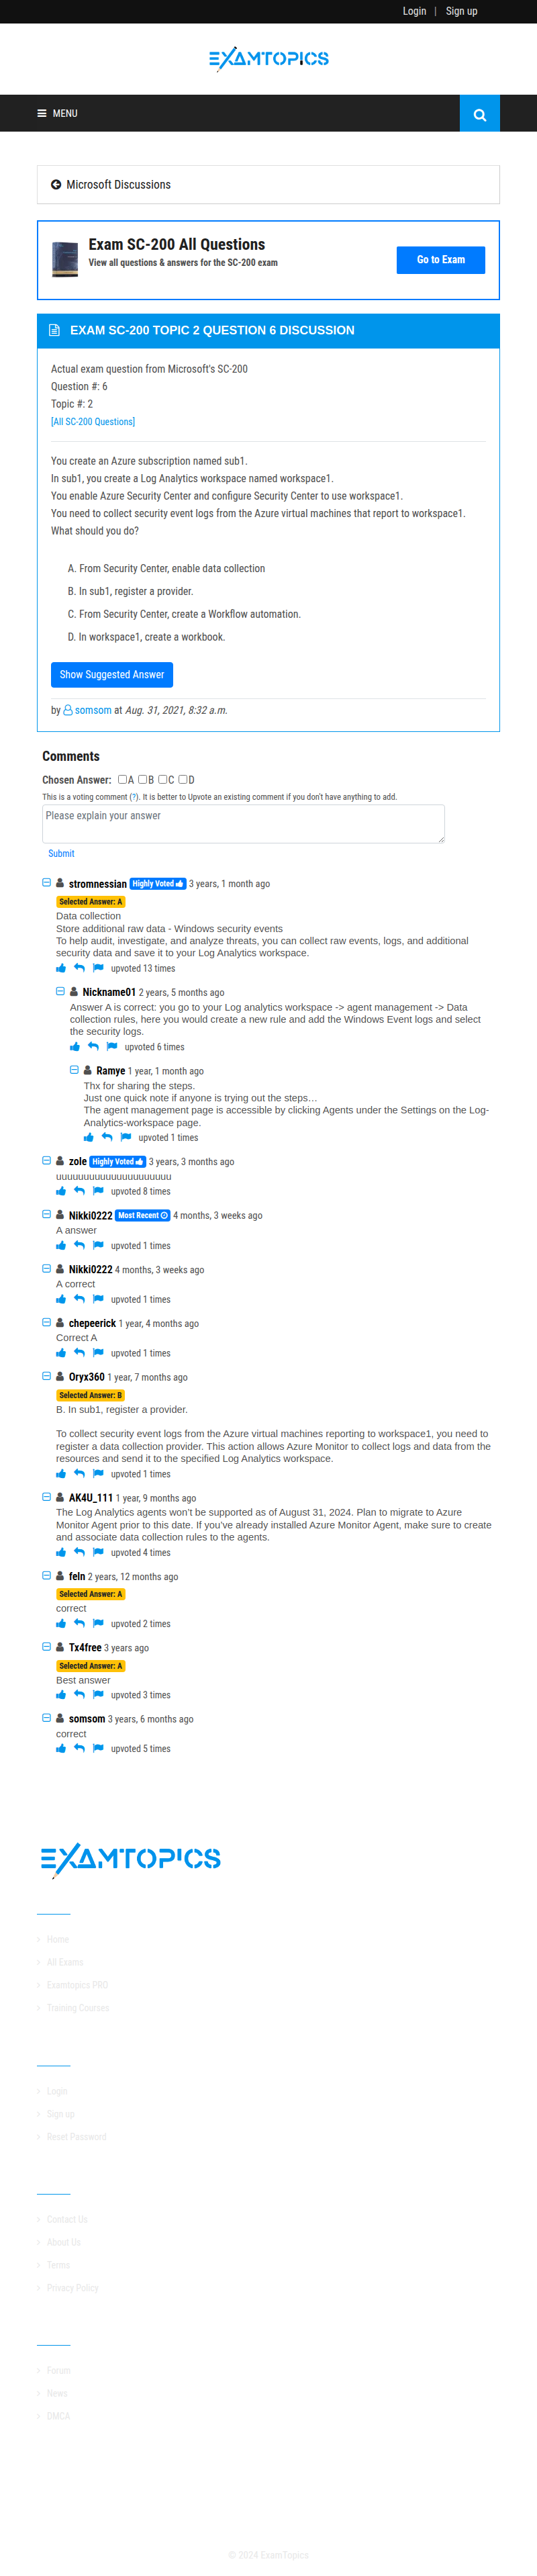 Login | Sign up
EXAMTOPICS
MENU
Microsoft Discussions
Exam SC-200 All Questions
View all questions & answers for the SC-200 exam
Go to Exam
EXAM SC-200 TOPIC 2 QUESTION 6 DISCUSSION
Actual exam question from Microsoft's SC-200
Question #: 6
Topic #: 2
[All SC-200 Questions]
You create an Azure subscription named sub1.
In sub1, you create a Log Analytics workspace named workspace1.
You enable Azure Security Center and configure Security Center to use workspace1.
You need to collect security event logs from the Azure virtual machines that report to workspace1.
What should you do?
A. From Security Center, enable data collection
B. In sub1, register a provider.
C. From Security Center, create a Workflow automation.
D. In workspace1, create a workbook.
Show Suggested Answer
by somsom at Aug. 31, 2021, 8:32 a.m.
Comments
Chosen Answer: A B C D
This is a voting comment (?). It is better to Upvote an existing comment if you don't have anything to add.
Please explain your answer
Submit
stromnessian Highly Voted 3 years, 1 month ago
Selected Answer: A
Data collection
Store additional raw data - Windows security events
To help audit, investigate, and analyze threats, you can collect raw events, logs, and additional
security data and save it to your Log Analytics workspace.
upvoted 13 times
Nickname01 2 years, 5 months ago
Answer A is correct: you go to your Log analytics workspace -> agent management -> Data
collection rules, here you would create a new rule and add the Windows Event logs and select
the security logs.
upvoted 6 times
Ramye 1 year, 1 month ago
Thx for sharing the steps.
Just one quick note if anyone is trying out the steps…
The agent management page is accessible by clicking Agents under the Settings on the Log-
Analytics-workspace page.
upvoted 1 times
zole Highly Voted 3 years, 3 months ago
upvoted 8 times
Nikki0222 Most Recent 4 months, 3 weeks ago
A answer
upvoted 1 times
Nikki0222 4 months, 3 weeks ago
A correct
upvoted 1 times
chepeerick 1 year, 4 months ago
Correct A
upvoted 1 times
Oryx360 1 year, 7 months ago
Selected Answer: B
B. In sub1, register a provider.
To collect security event logs from the Azure virtual machines reporting to workspace1, you need to
register a data collection provider. This action allows Azure Monitor to collect logs and data from the
resources and send it to the specified Log Analytics workspace.
upvoted 1 times
AK4U_111 1 year, 9 months ago
The Log Analytics agents won't be supported as of August 31, 2024. Plan to migrate to Azure
Monitor Agent prior to this date. If you've already installed Azure Monitor Agent, make sure to create
and associate data collection rules to the agents.
upvoted 4 times
feln 2 years, 12 months ago
Selected Answer: A
correct
upvoted 2 times
Tx4free 3 years ago
Selected Answer: A
Best answer
upvoted 3 times
somsom 3 years, 6 months ago
correct
upvoted 5 times
EXAMTOPICS
Home
All Exams
Examtopics PRO
Training Courses
Login
Sign up
Reset Password
Contact Us
About Us
Terms
Privacy Policy
Forum
News
DMCA
© 2024 ExamTopics